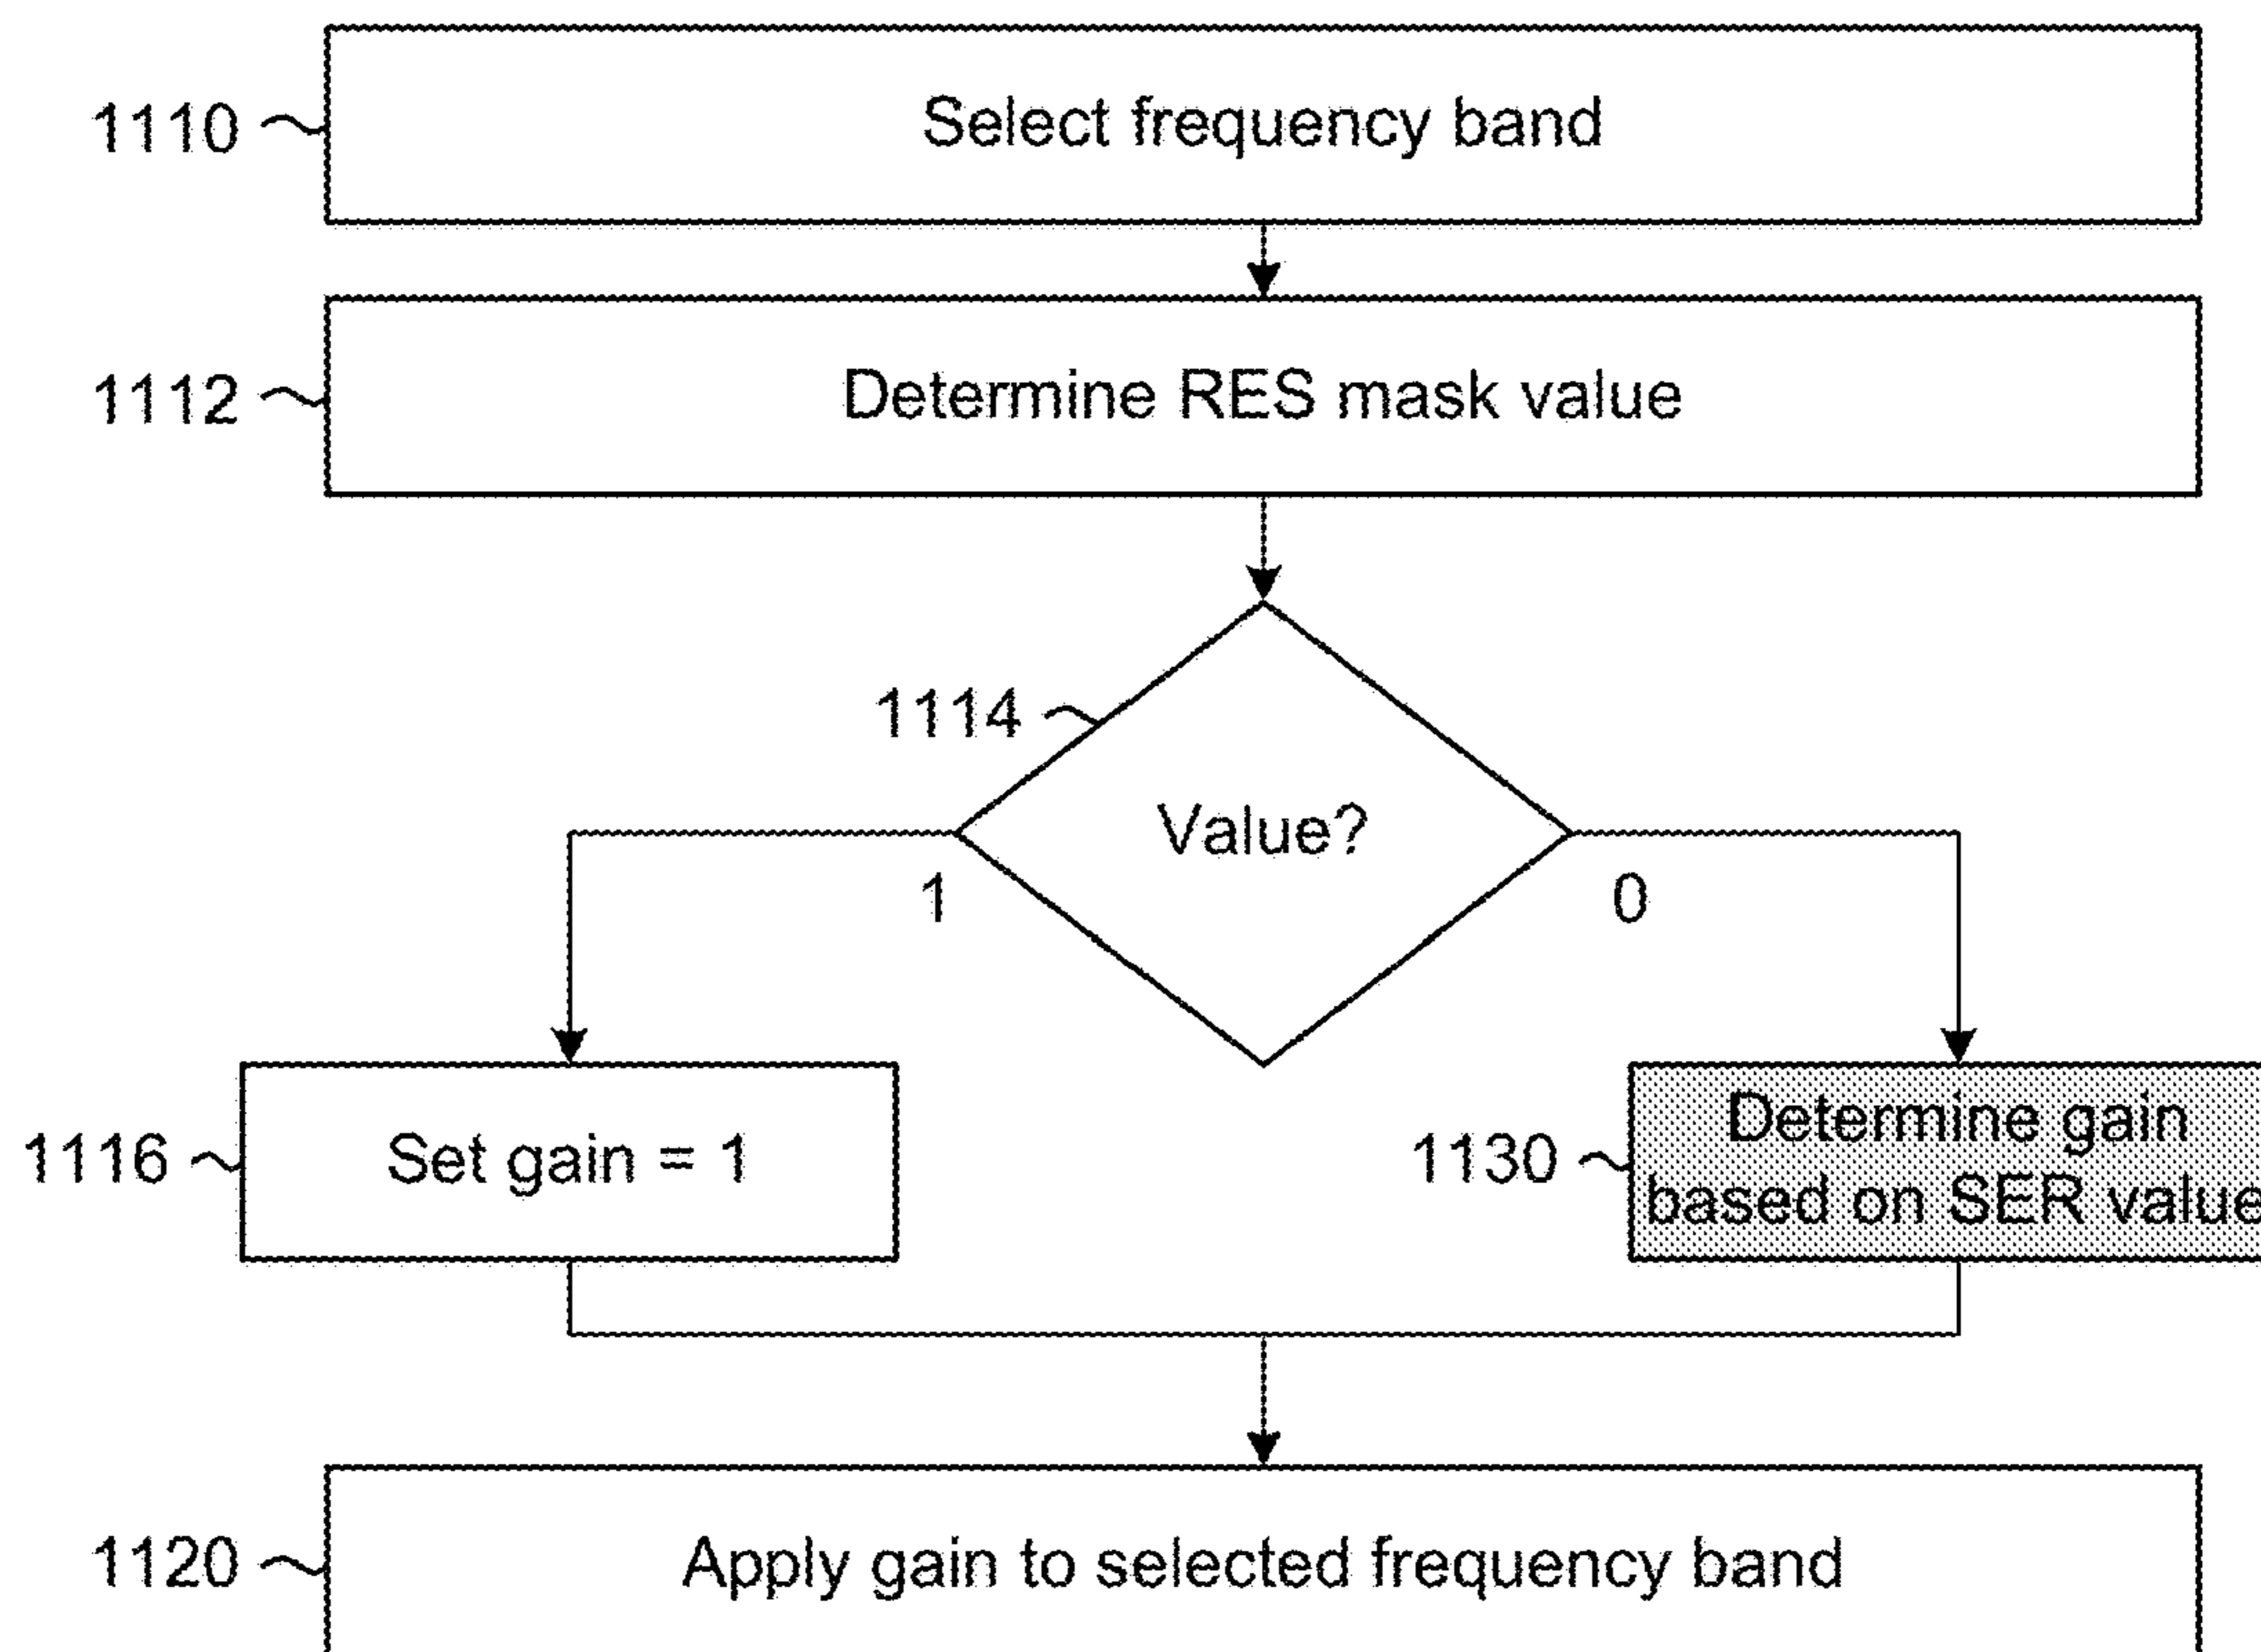 1110
Select frequency band
1112
Determine RES mask value
1114
Value?
1
0
1116
Set gain = 1
1130
Determine gain
based on SER value
1120
Apply gain to selected frequency band